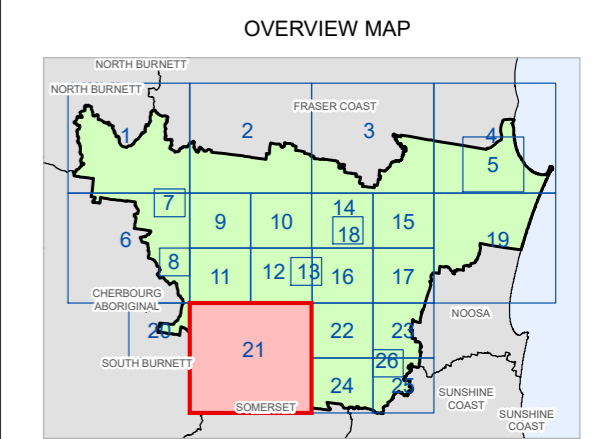 OVERVIEW MAP
NORTH BURNETT
NORTH BURNETT
FRASER COAST
1
2
3
4
5
6
7
8
9
10
14
18
15
19
11
12
13
16
17
CHERBOURG
ABORIGINAL
NOOSA
20
21
22
23
SOUTH BURNETT
26
24
25
SOMERSET
SUNSHINE
COAST
SUNSHINE
COAST